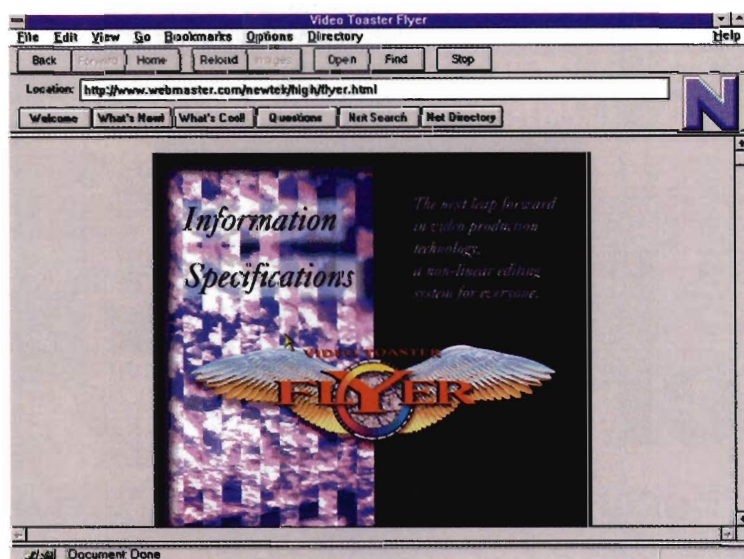 Video Toaster Flyer
File Edit View Go Bookmarks Options Directory Help
Back Forward Home Reload Images Open Find Stop
Location: http://www.webmaster.com/newtek/high/flyer.html
Welcome What's New! What's Cool! Questions Net Search Net Directory
N
Information
Specifications
The next leap forward
in video production
technology,
a non-linear editing
system for everyone.
VIDEO TOASTER
FLYER
Document Done